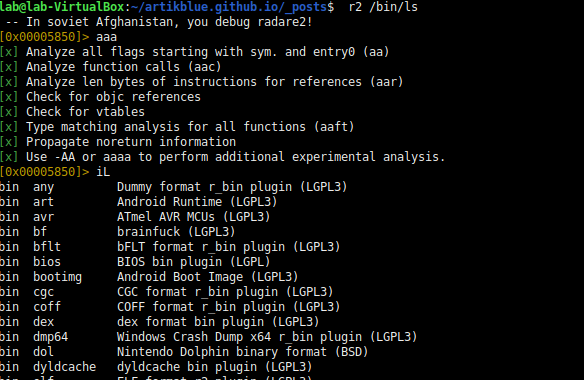 lab@lab-VirtualBox:~/artikblue.github.io/_posts$  r2 /bin/ls
 -- In soviet Afghanistan, you debug radare2!
[0x00005850]> aaa
[x] Analyze all flags starting with sym. and entry0 (aa)
[x] Analyze function calls (aac)
[x] Analyze len bytes of instructions for references (aar)
[x] Check for objc references
[x] Check for vtables
[x] Type matching analysis for all functions (aaft)
[x] Propagate noreturn information
[x] Use -AA or aaaa to perform additional experimental analysis.
[0x00005850]> iL
bin  any         Dummy format r_bin plugin (LGPL3)
bin  art         Android Runtime (LGPL3)
bin  avr         ATmel AVR MCUs (LGPL3)
bin  bf          brainfuck (LGPL3)
bin  bflt        bFLT format r_bin plugin (LGPL3)
bin  bios        BIOS bin plugin (LGPL)
bin  bootimg     Android Boot Image (LGPL3)
bin  cgc         CGC format r_bin plugin (LGPL3)
bin  coff        COFF format r_bin plugin (LGPL3)
bin  dex         dex format bin plugin (LGPL3)
bin  dmp64       Windows Crash Dump x64 r_bin plugin (LGPL3)
bin  dol         Nintendo Dolphin binary format (BSD)
bin  dyldcache   dyldcache bin plugin (LGPL3)